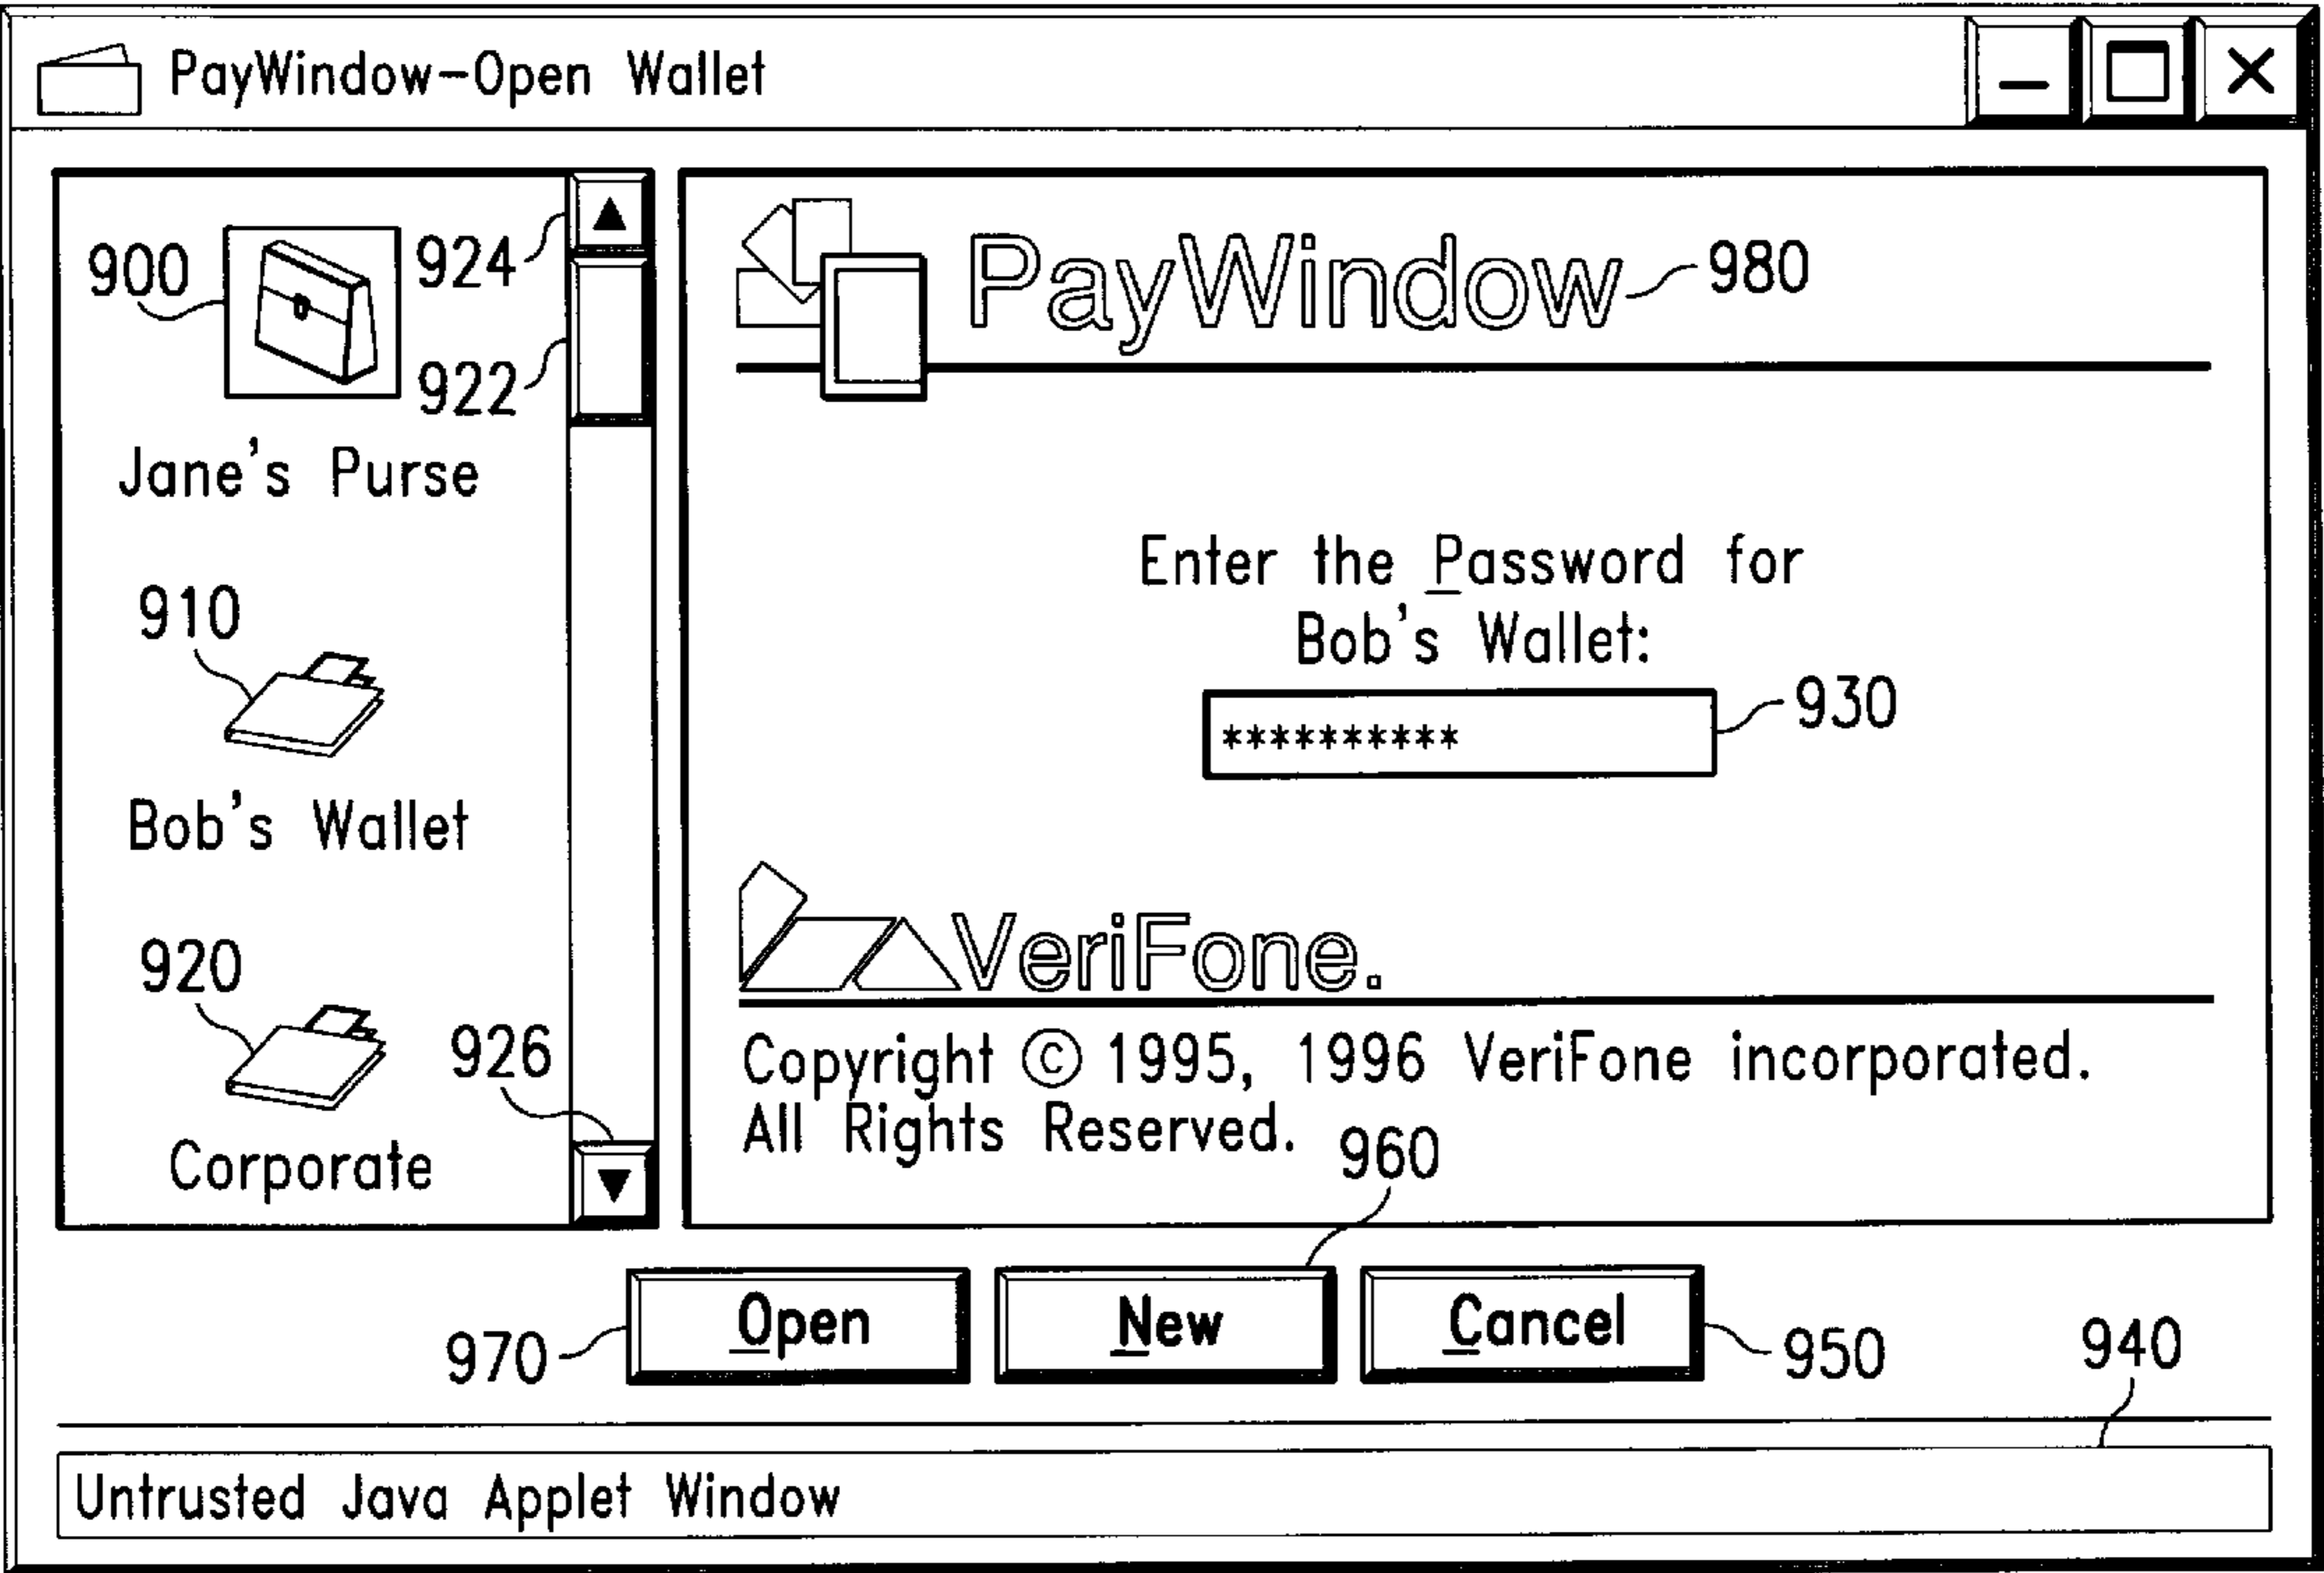 PayWindow-Open Wallet
900
924
922
Jane's Purse
910
Bob's Wallet
920
926
Corporate
PayWindow
980
Enter the Password for
Bob's Wallet:
**********
930
VeriFone.
Copyright © 1995, 1996 VeriFone incorporated.
All Rights Reserved.
960
970
Open
New
Cancel
950
940
Untrusted Java Applet Window